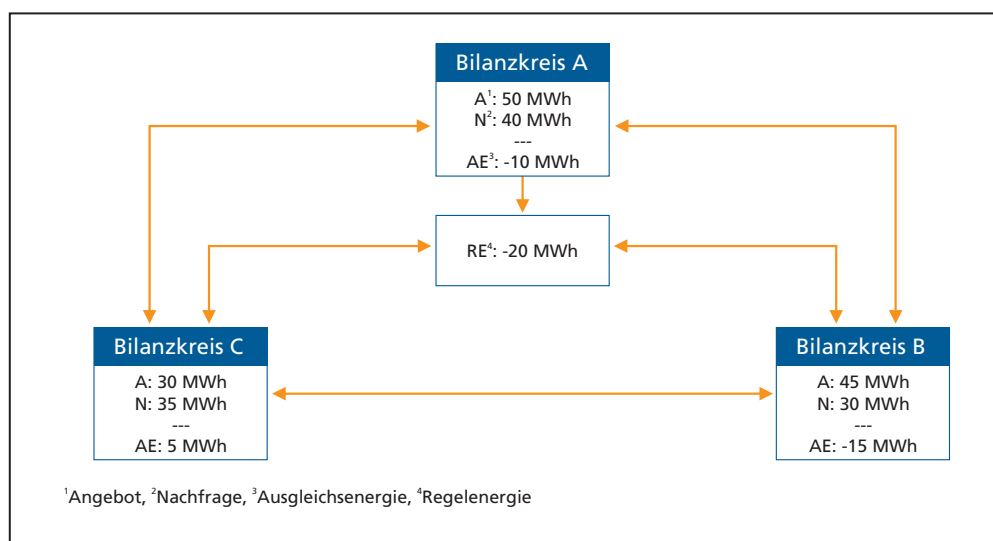 Bilanzkreis A
A¹: 50 MWh
N²: 40 MWh
---
AE³: -10 MWh
RE⁴: -20 MWh
Bilanzkreis C
A: 30 MWh
N: 35 MWh
---
AE: 5 MWh
Bilanzkreis B
A: 45 MWh
N: 30 MWh
---
AE: -15 MWh
¹Angebot, ²Nachfrage, ³Ausgleichsenergie, ⁴Regelenergie